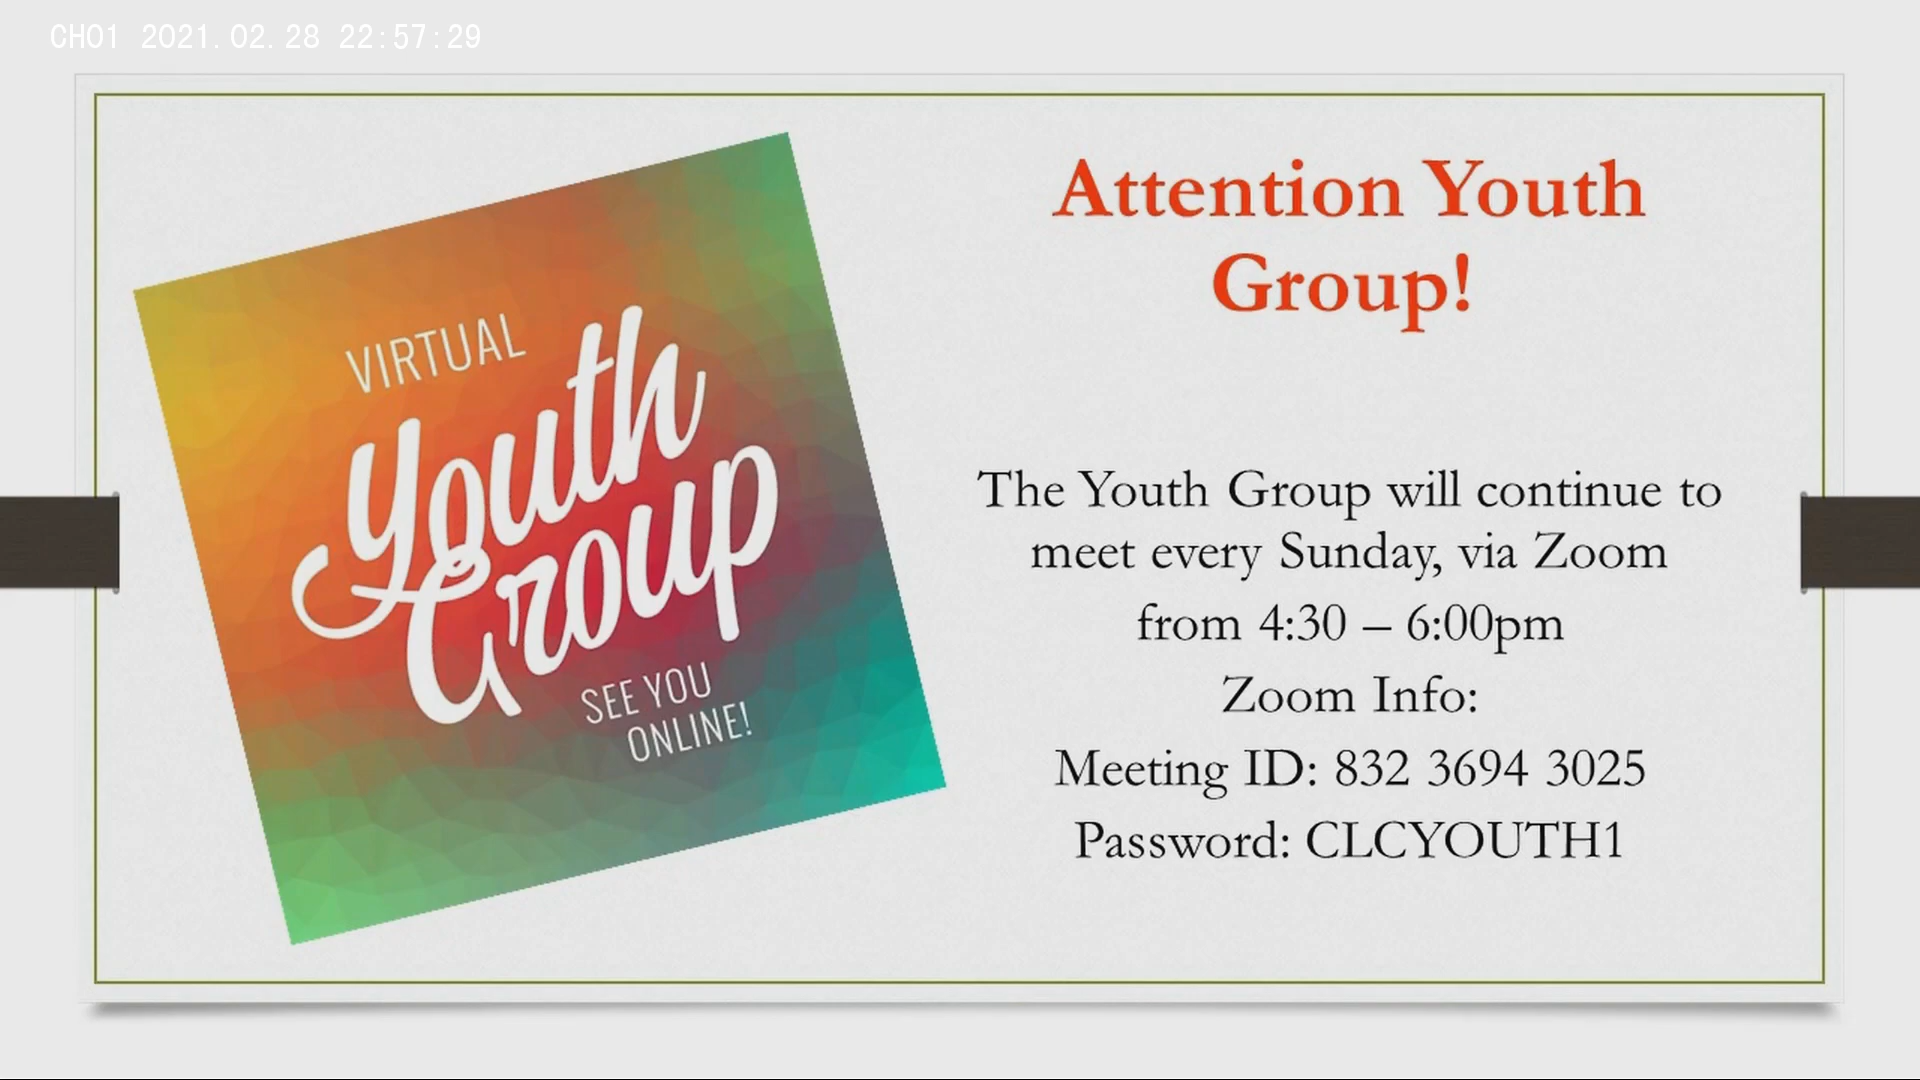 CH01 2021.02.28 22:57:29
VIRTUAL
Youth
Group
SEE YOU
ONLINE!
Attention Youth
Group!
The Youth Group will continue to
meet every Sunday, via Zoom
from 4:30 – 6:00pm
Zoom Info:
Meeting ID: 832 3694 3025
Password: CLCYOUTH1